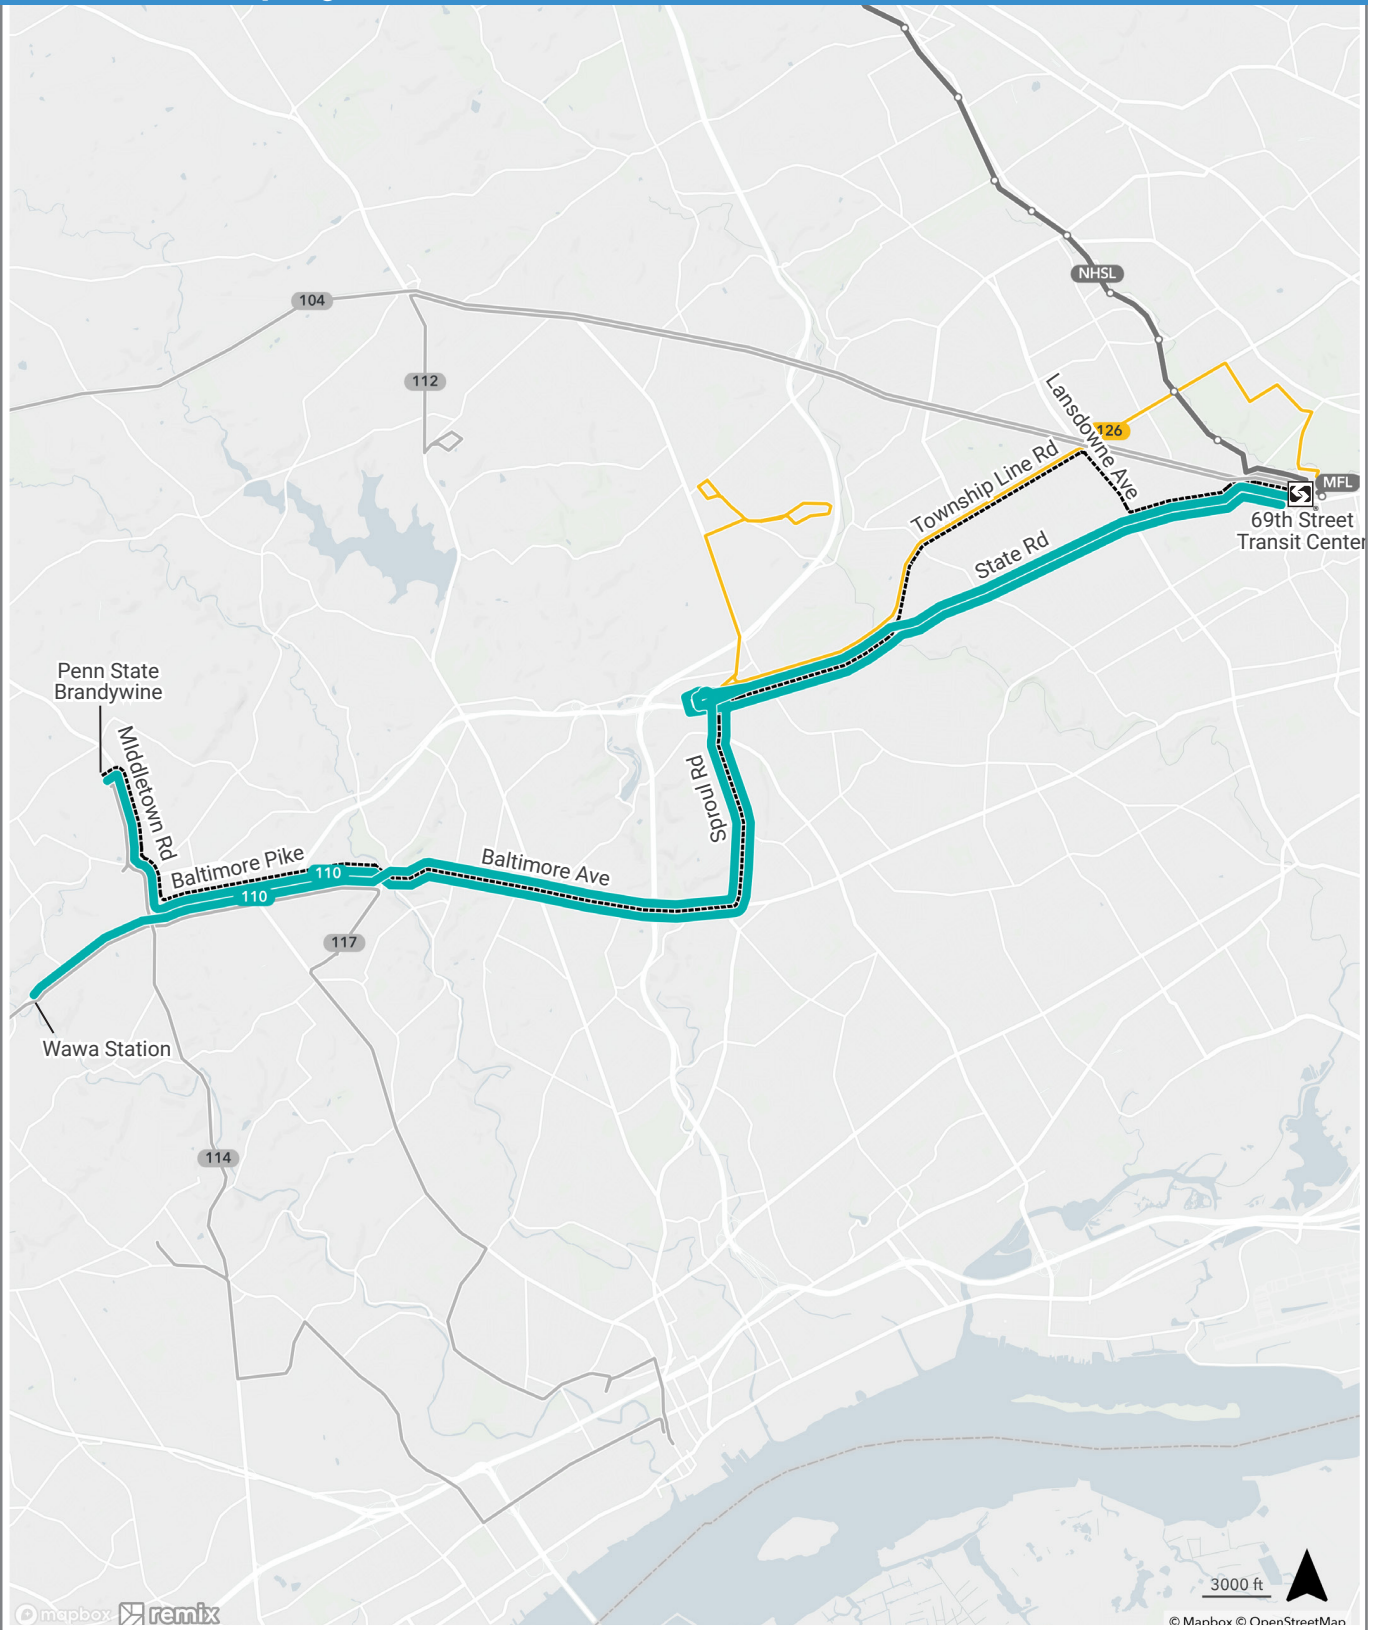 NHSL
104
112
Lansdowne Ave
126
Township Line Rd
MFL
69th Street
Transit Center
State Rd
Penn State
Brandywine
MIddletown Rd
Sproul Rd
Baltimore Pike
Baltimore Ave
110
110
117
Wawa Station
114
3000 ft
mapbox remix
© Mapbox © OpenStreetMap